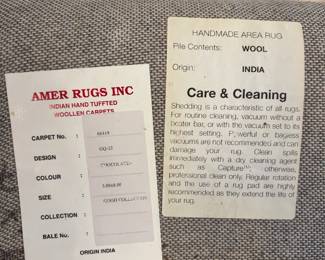 AMER RUGS INC
INDIAN HAND TUFFTED
WOOLLEN CARPETS
CARPET No. :
DESIGN :
COLOUR : CHOCOLATE
SIZE :
COLLECTION :
BALE No. :
ORIGIN INDIA
HANDMADE AREA RUG
Pile Contents: WOOL
Origin: INDIA
Care & Cleaning
Shedding is a characteristic of all rugs.
For routine cleaning, vacuum without a
beater bar, or with the vacuum set to its
highest setting. Powerful or bagless
vacuums are not recommended and can
damage your rug. Clean spills
immediately with a dry cleaning agent
such as Capture™; otherwise,
professional clean only. Regular rotation
and the use of a rug pad are highly
recommended as they extend the life of
your rug.